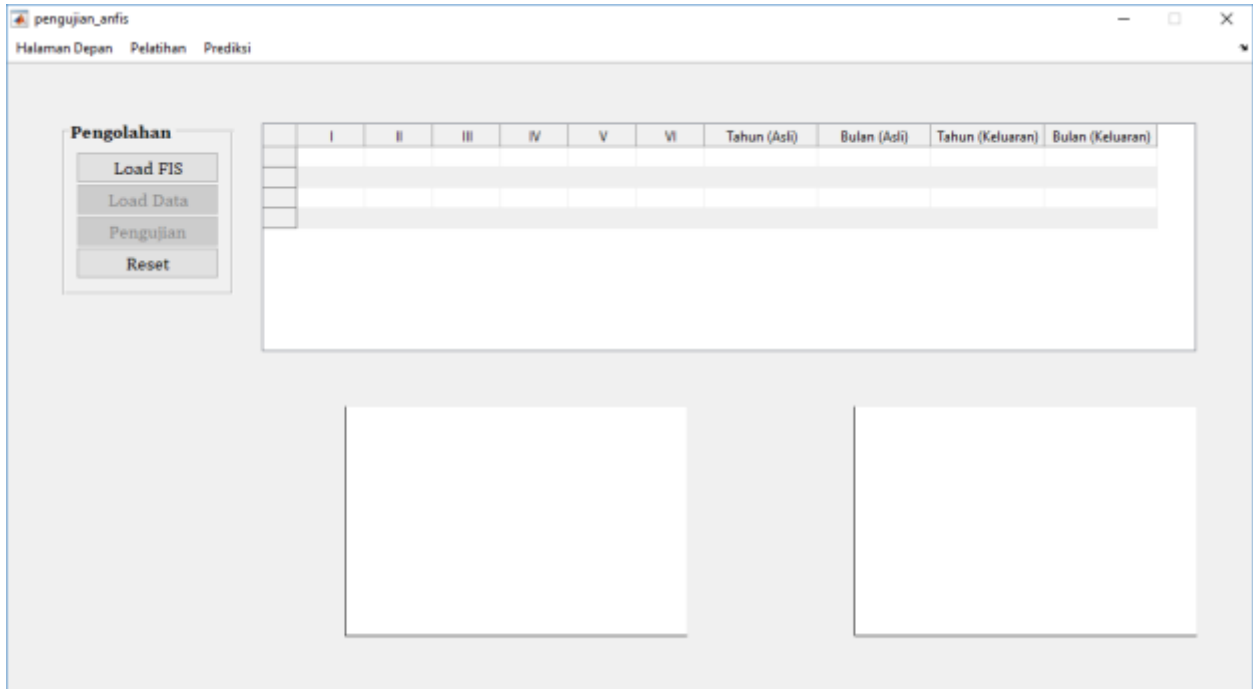 pengujian_anfis
Halaman Depan Pelatihan Prediksi
Pengolahan
Load FIS
Load Data
Pengujian
Reset
I II III IV V VI Tahun (Asli) Bulan (Asli) Tahun (Keluaran) Bulan (Keluaran)